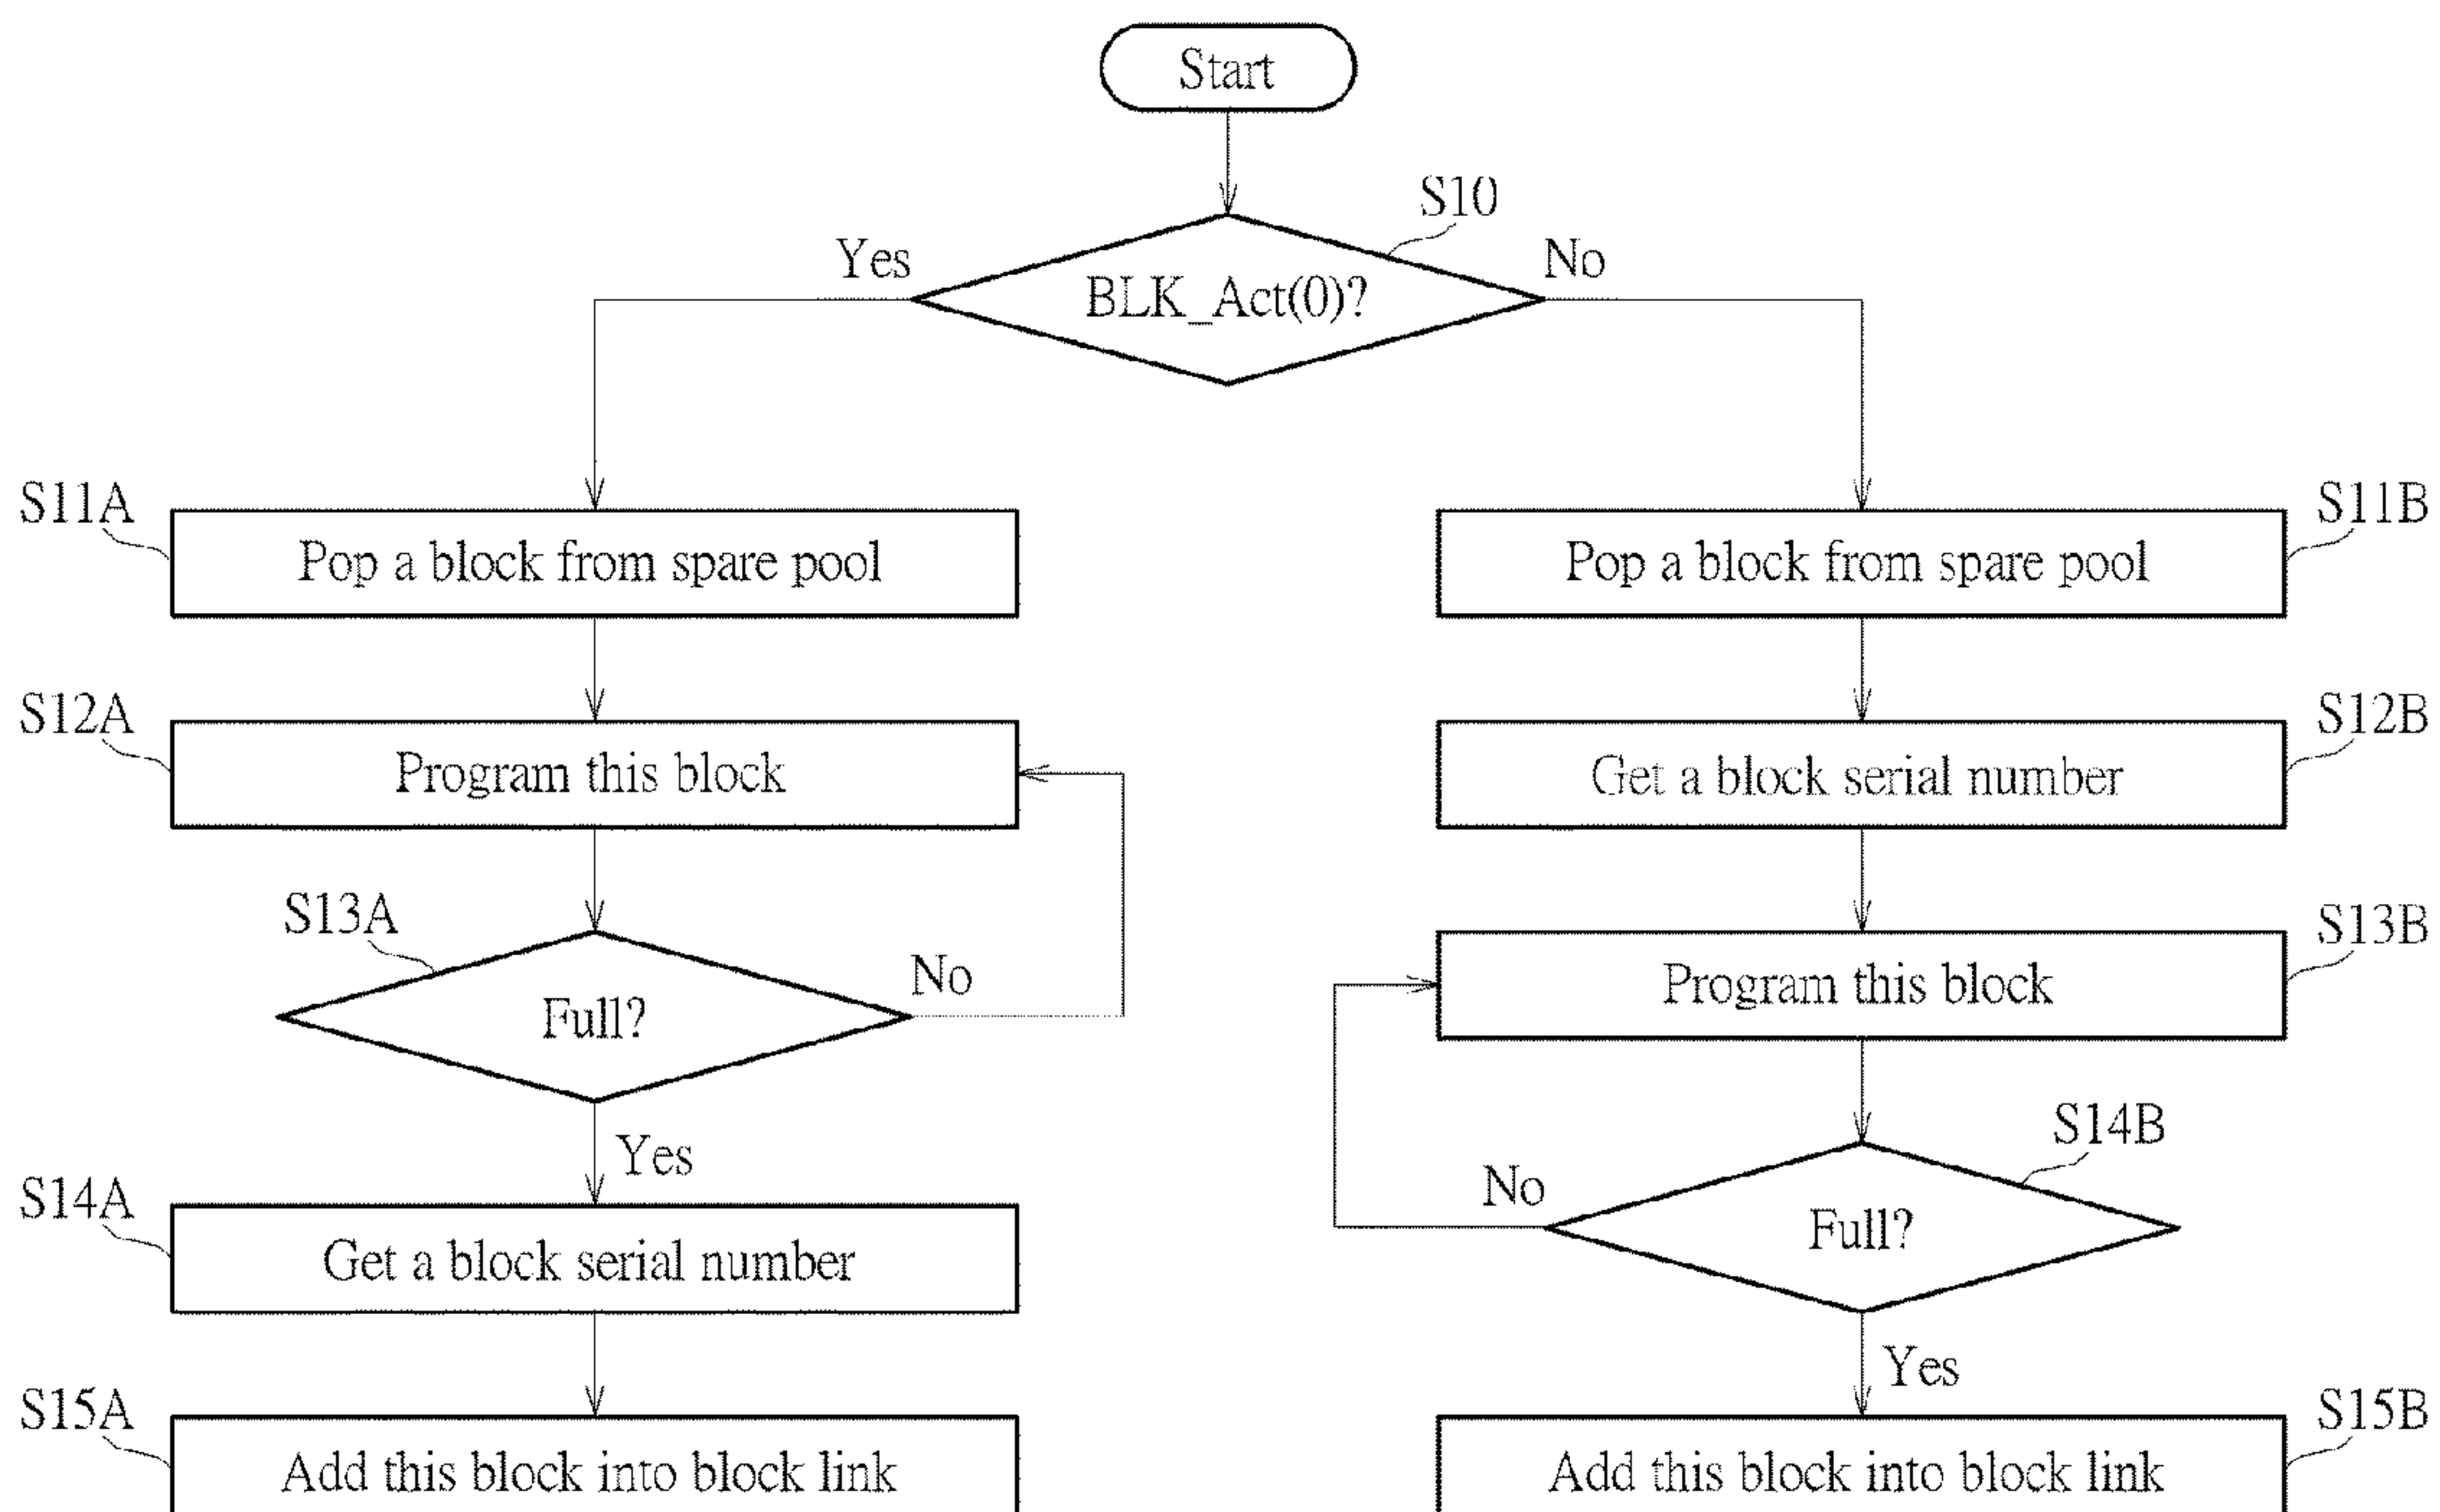 Start
S10
Yes
No
BLK_Act(0)?
S11A
Pop a block from spare pool
S11B
Pop a block from spare pool
S12A
Program this block
S12B
Get a block serial number
S13A
Full?
No
S13B
Program this block
Yes
S14B
No
Full?
S14A
Get a block serial number
Yes
S15A
Add this block into block link
S15B
Add this block into block link